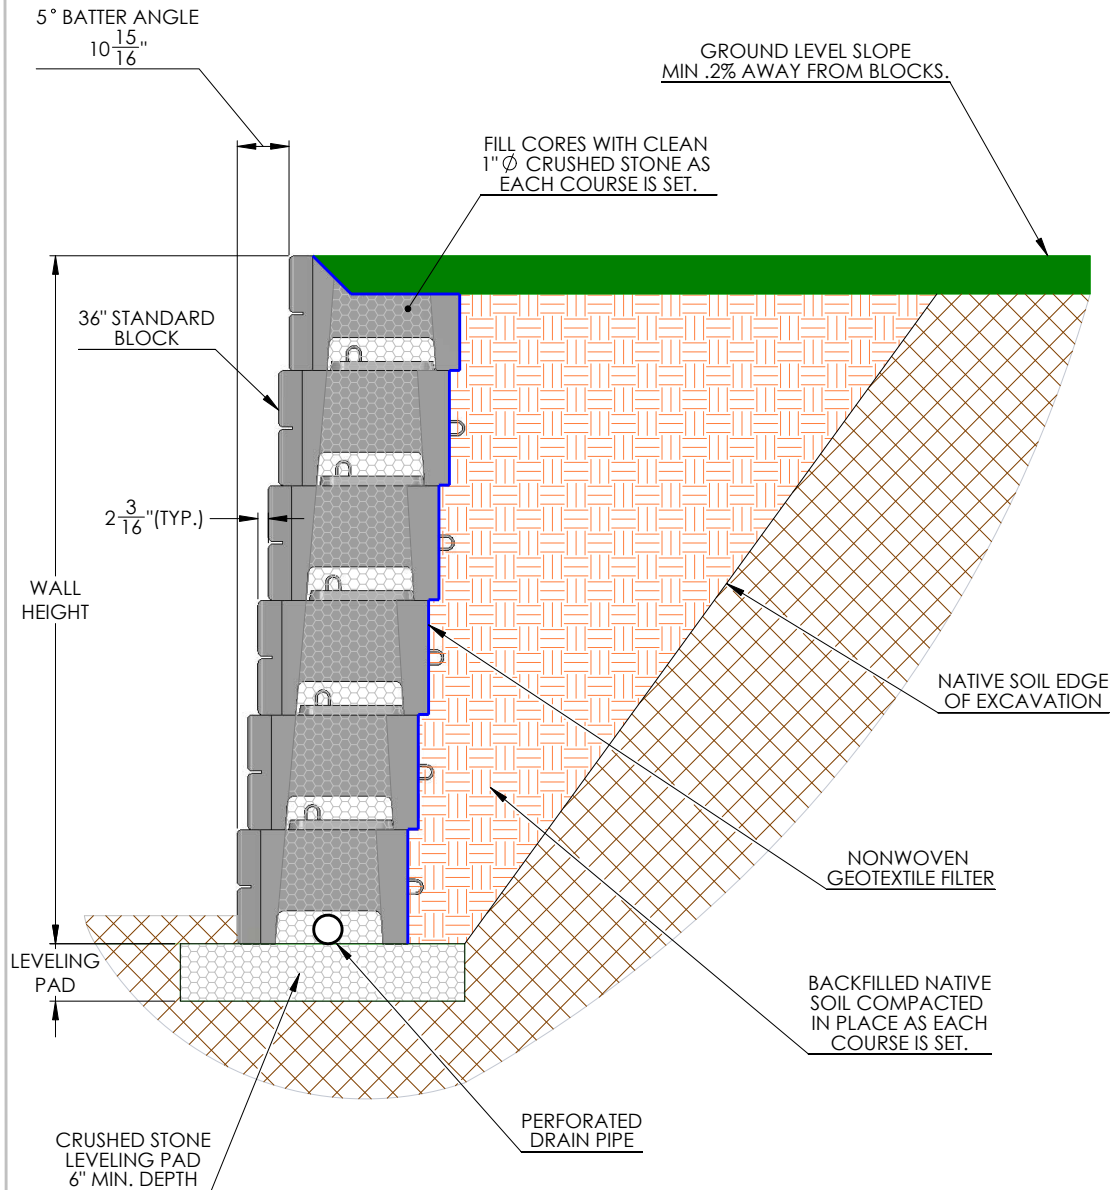 5° BATTER ANGLE
10 15/16"
GROUND LEVEL SLOPE
MIN .2% AWAY FROM BLOCKS.
FILL CORES WITH CLEAN
1" Ø CRUSHED STONE AS
EACH COURSE IS SET.
36" STANDARD
BLOCK
2 3/16" (TYP.)
WALL
HEIGHT
NATIVE SOIL EDGE
OF EXCAVATION
NONWOVEN
GEOTEXTILE FILTER
LEVELING
PAD
BACKFILLED NATIVE
SOIL COMPACTED
IN PLACE AS EACH
COURSE IS SET.
PERFORATED
DRAIN PIPE
CRUSHED STONE
LEVELING PAD
6" MIN. DEPTH